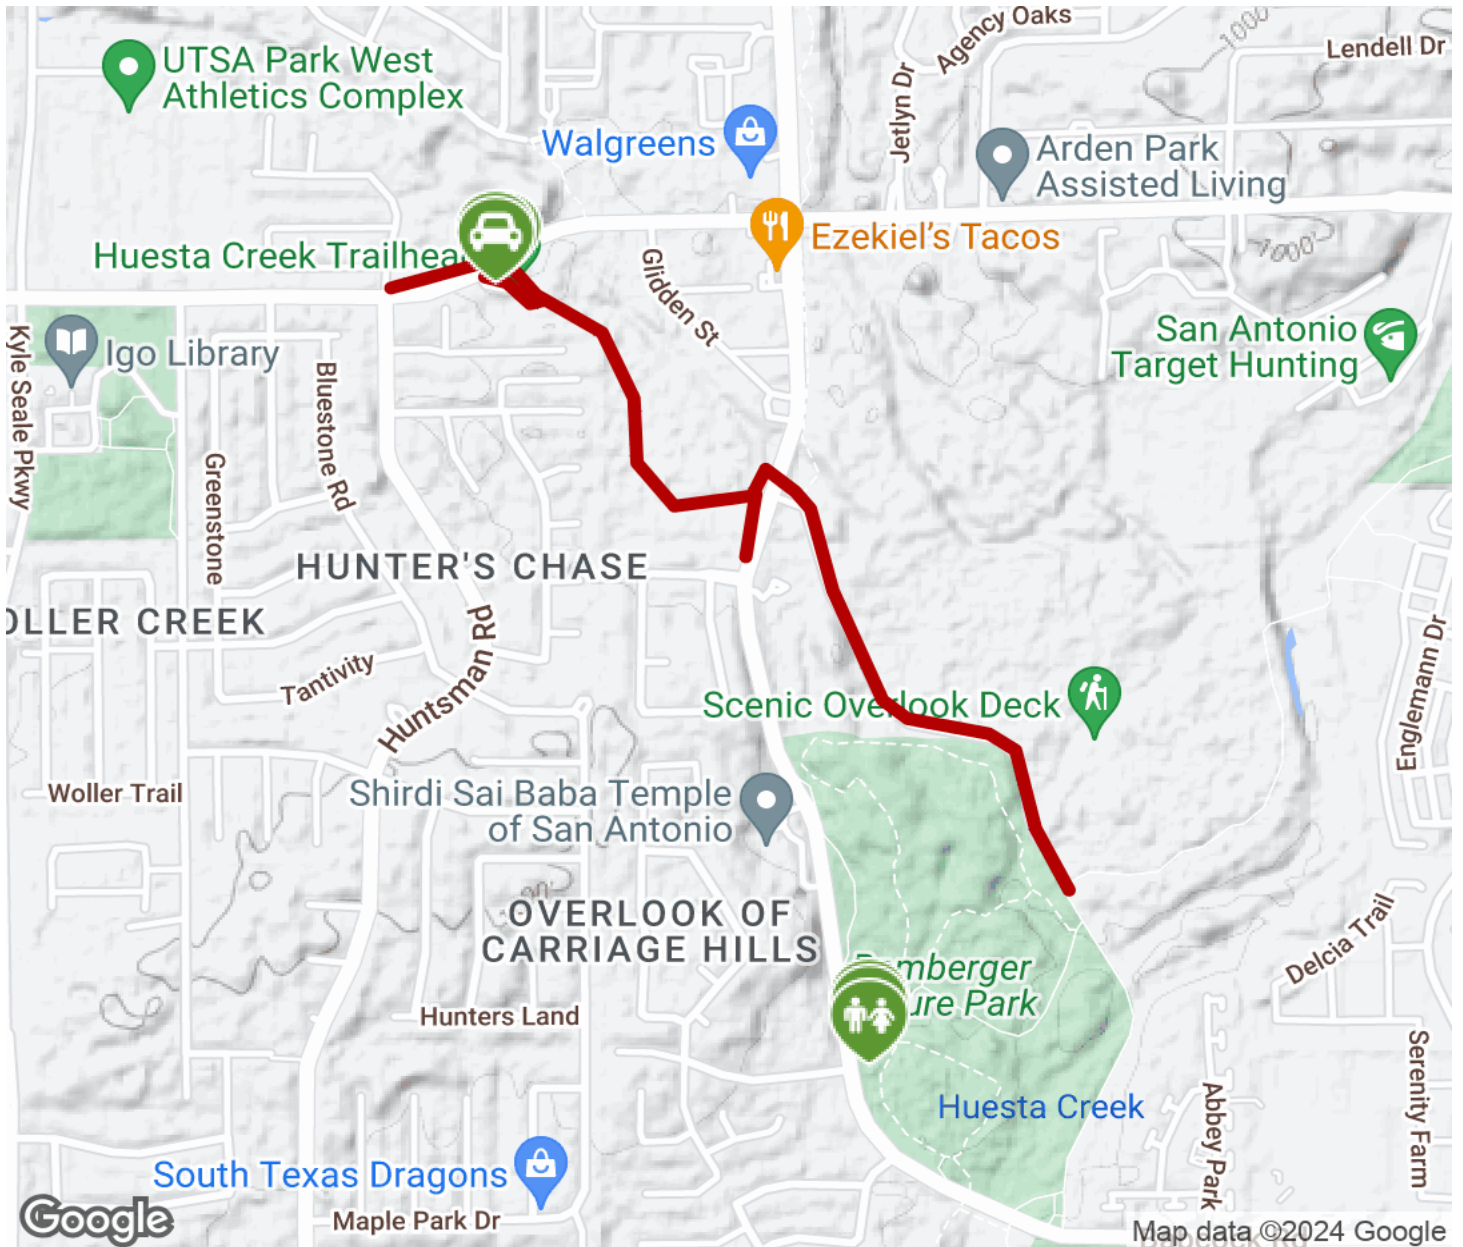 Agency Oaks
1000'
Lendell Dr
UTSA Park West
Athletics Complex
Jetlyn Dr
Walgreens
Arden Park
Assisted Living
Ezekiel's Tacos
1000'
Huesta Creek Trailhea
Glidden St
San Antonio
Target Hunting
Kyle Seale Pkwy
Igo Library
Bluestone Rd
Greenstone
HUNTER'S CHASE
OLLER CREEK
Huntsman Rd
Tantivity
Englemann Dr
Scenic Overlook Deck
Woller Trail
Shirdi Sai Baba Temple
of San Antonio
OVERLOOK OF
CARRIAGE HILLS
Delcia Trail
Bamberger
ure Park
Hunters Land
Serenity Farm
Abbey Park
Huesta Creek
South Texas Dragons
Maple Park Dr
Google
Map data ©2024 Google